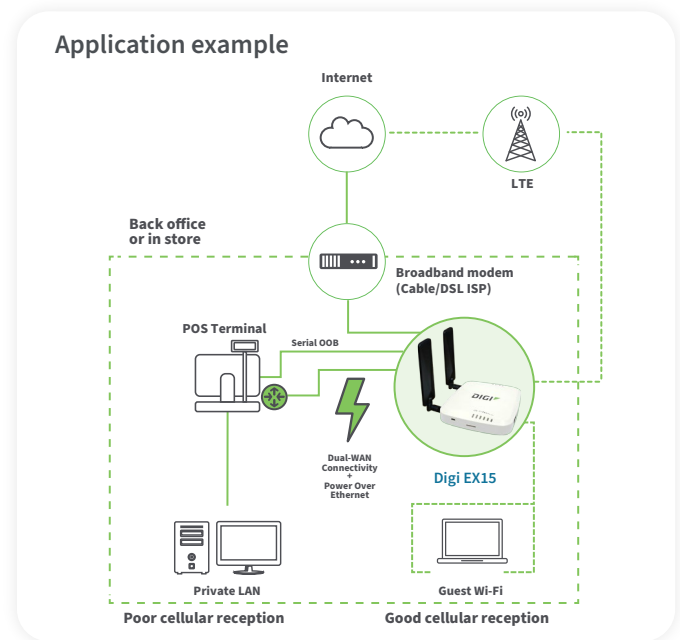 Application example
Internet
LTE
Back office
or in store
Broadband modem
(Cable/DSL ISP)
POS Terminal
Serial OOB
DIGI
Dual-WAN
Connectivity
+
Power Over
Ethernet
Digi EX15
Private LAN
Guest Wi-Fi
Poor cellular reception
Good cellular reception